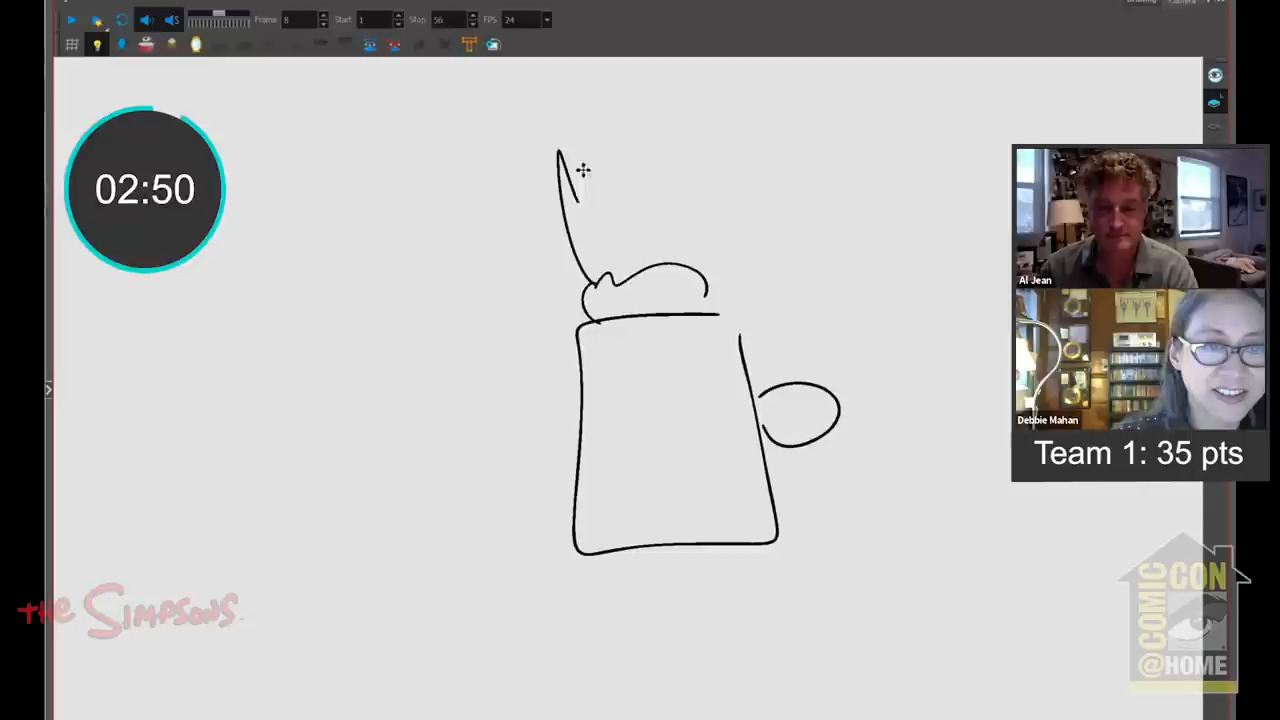 Frame 8 Start 1 Stop 56 FPS 24
02:50
Al Jean
Debbie Mahan
Team 1: 35 pts
the Simpsons
COMIC CON
@HOME